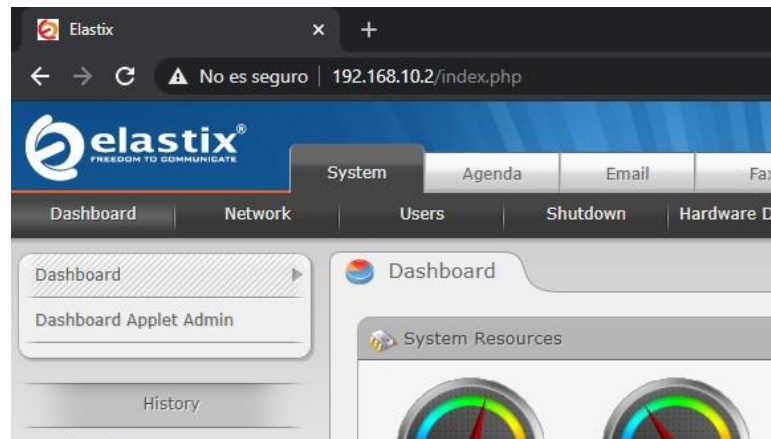 Elastix
No es seguro | 192.168.10.2/index.php
elastix®
FREEDOM TO COMMUNICATE
System Agenda Email Fax
Dashboard Network Users Shutdown Hardware D
Dashboard
Dashboard
Dashboard Applet Admin
System Resources
History